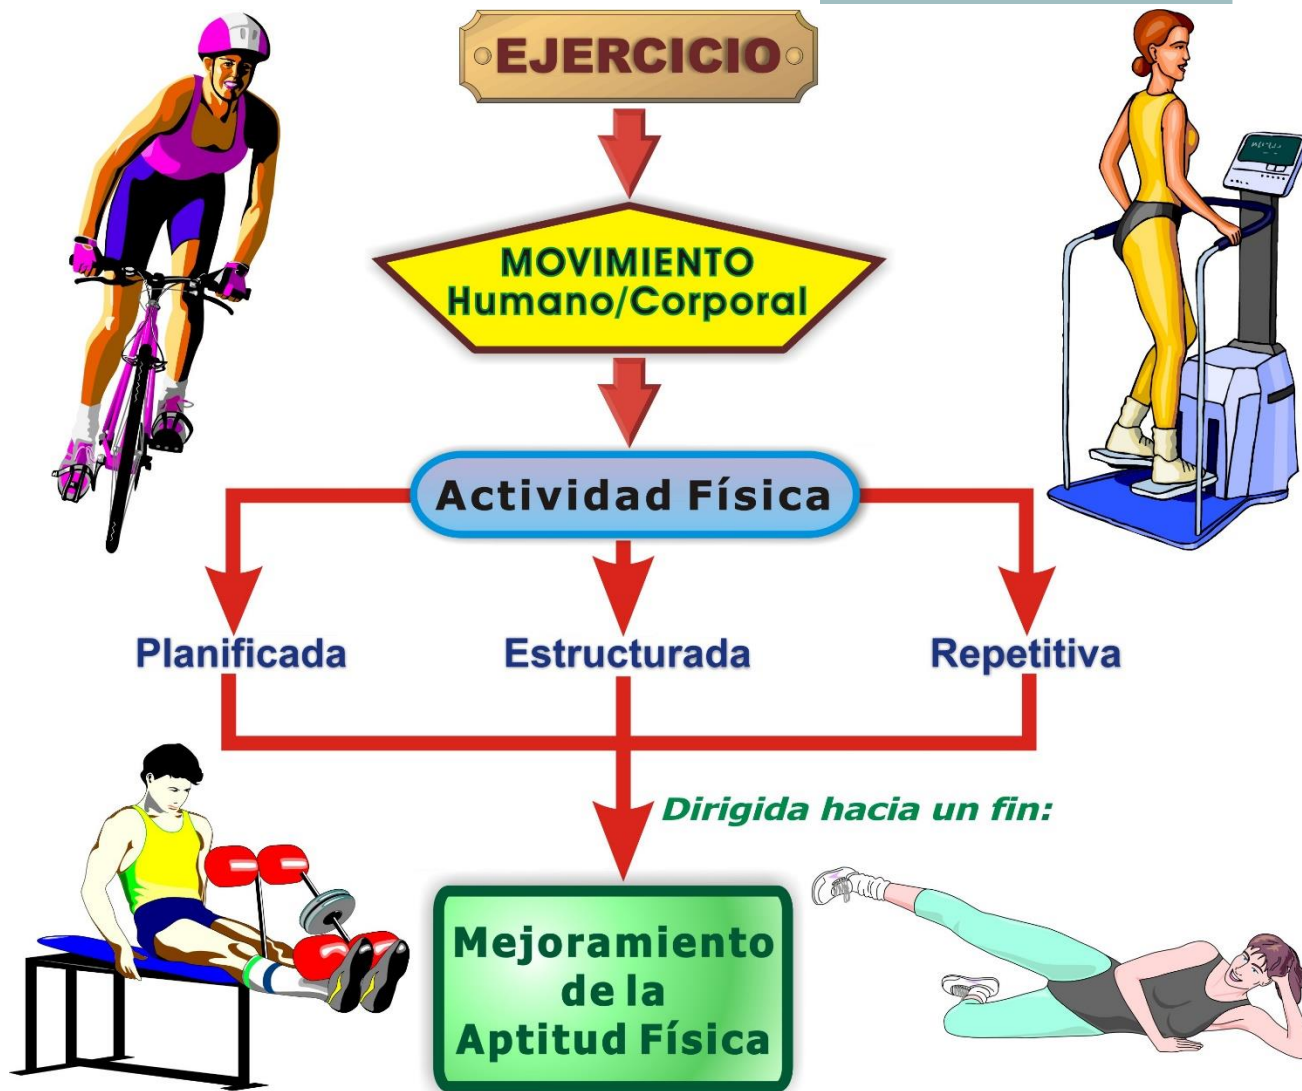 EJERCICIO
MOVIMIENTO
Humano/Corporal
Actividad Física
Planificada
Estructurada
Repetitiva
Dirigida hacia un fin:
Mejoramiento
de la
Aptitud Física